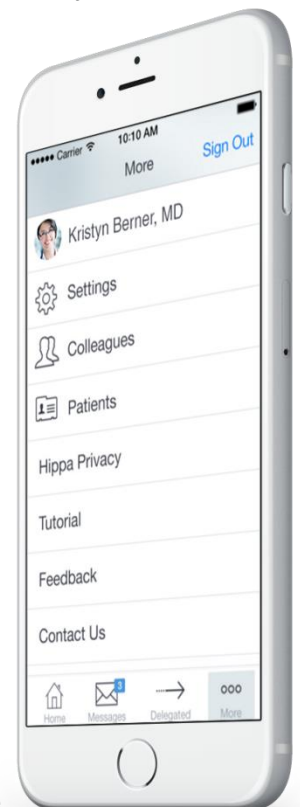 Carrier 10:10 AM
More Sign Out
Kristyn Berner, MD
Settings
Colleagues
Patients
Hippa Privacy
Tutorial
Feedback
Contact Us
3
Home Messages Delegated More